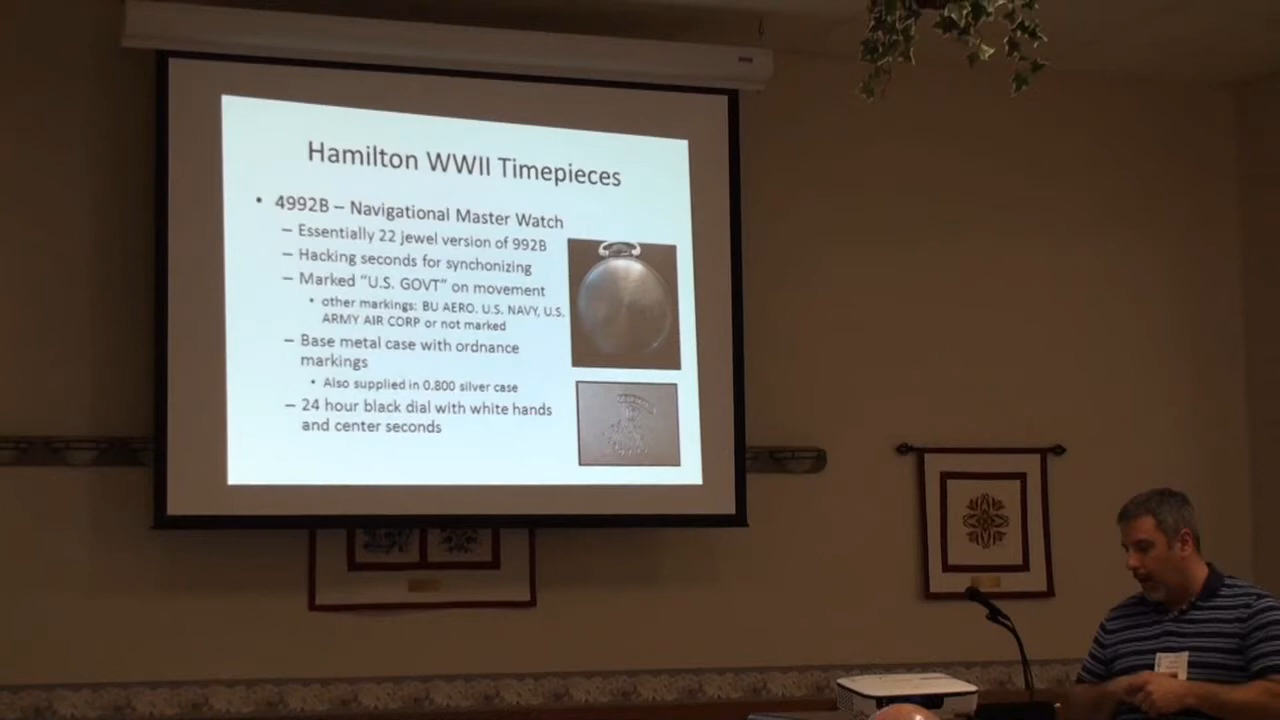 Hamilton WWII Timepieces
• 4992B – Navigational Master Watch
– Essentially 22 jewel version of 992B
– Hacking seconds for synchonizing
– Marked “U.S. GOVT” on movement
• other markings: BU AERO. U.S. NAVY, U.S.
ARMY AIR CORP or not marked
– Base metal case with ordnance
markings
• Also supplied in 0.800 silver case
– 24 hour black dial with white hands
and center seconds